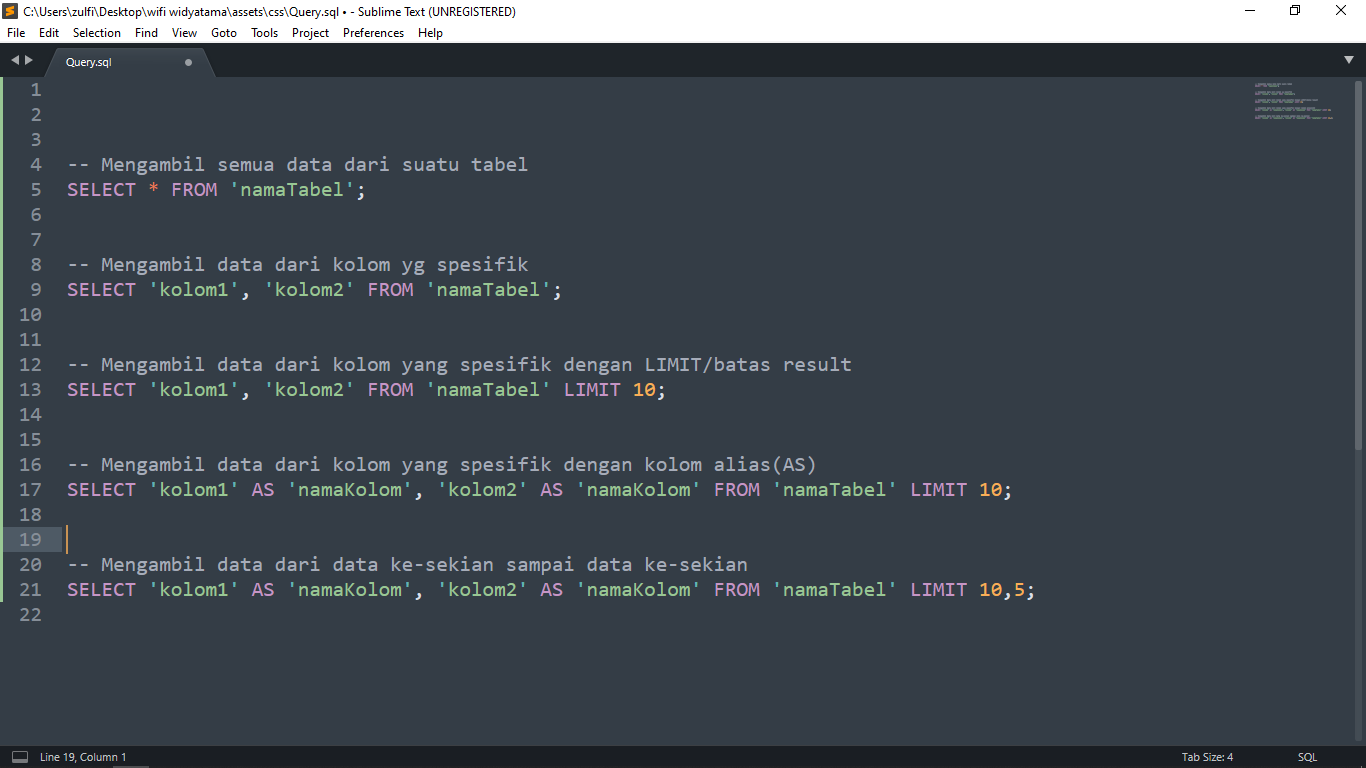 C:\Users\zulfi\Desktop\wifi widyatama\assets\css\Query.sql • - Sublime Text (UNREGISTERED)
File Edit Selection Find View Goto Tools Project Preferences Help
Query.sql
1
2
3
4 -- Mengambil semua data dari suatu tabel
5 SELECT * FROM 'namaTabel';
6
7
8 -- Mengambil data dari kolom yg spesifik
9 SELECT 'kolom1', 'kolom2' FROM 'namaTabel';
10
11
12 -- Mengambil data dari kolom yang spesifik dengan LIMIT/batas result
13 SELECT 'kolom1', 'kolom2' FROM 'namaTabel' LIMIT 10;
14
15
16 -- Mengambil data dari kolom yang spesifik dengan kolom alias(AS)
17 SELECT 'kolom1' AS 'namaKolom', 'kolom2' AS 'namaKolom' FROM 'namaTabel' LIMIT 10;
18
19
20 -- Mengambil data dari data ke-sekian sampai data ke-sekian
21 SELECT 'kolom1' AS 'namaKolom', 'kolom2' AS 'namaKolom' FROM 'namaTabel' LIMIT 10,5;
22
Line 19, Column 1 Tab Size: 4 SQL